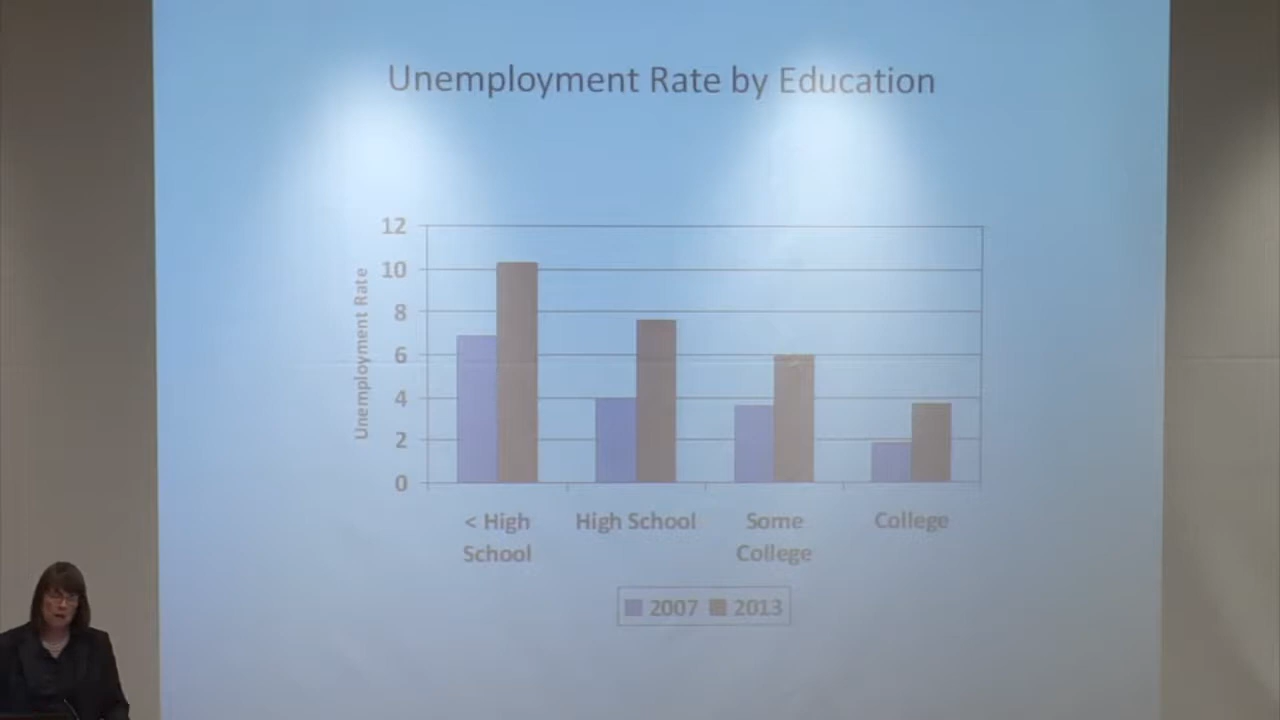 Unemployment Rate by Education
Unemployment Rate
12
10
8
6
4
2
0
< High
School
High School
Some
College
College
2007 2013